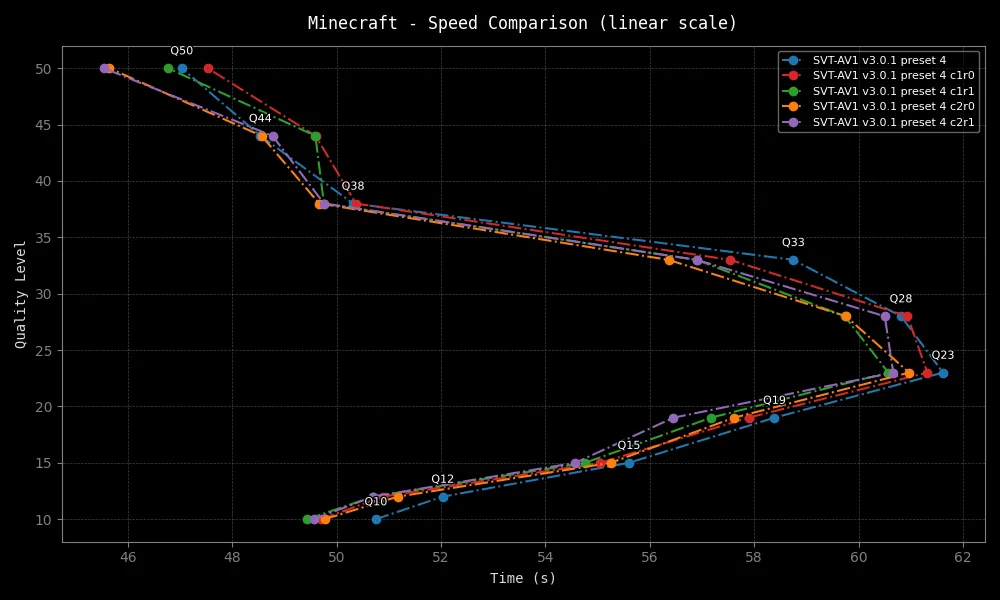 Minecraft - Speed Comparison (linear scale)
SVT-AV1 v3.0.1 preset 4
SVT-AV1 v3.0.1 preset 4 c1r0
SVT-AV1 v3.0.1 preset 4 c1r1
SVT-AV1 v3.0.1 preset 4 c2r0
SVT-AV1 v3.0.1 preset 4 c2r1
Q50
Q44
Q38
Q33
Q28
Q23
Q19
Q15
Q12
Q10
Quality Level
50
45
40
35
30
25
20
15
10
46 48 50 52 54 56 58 60 62
Time (s)